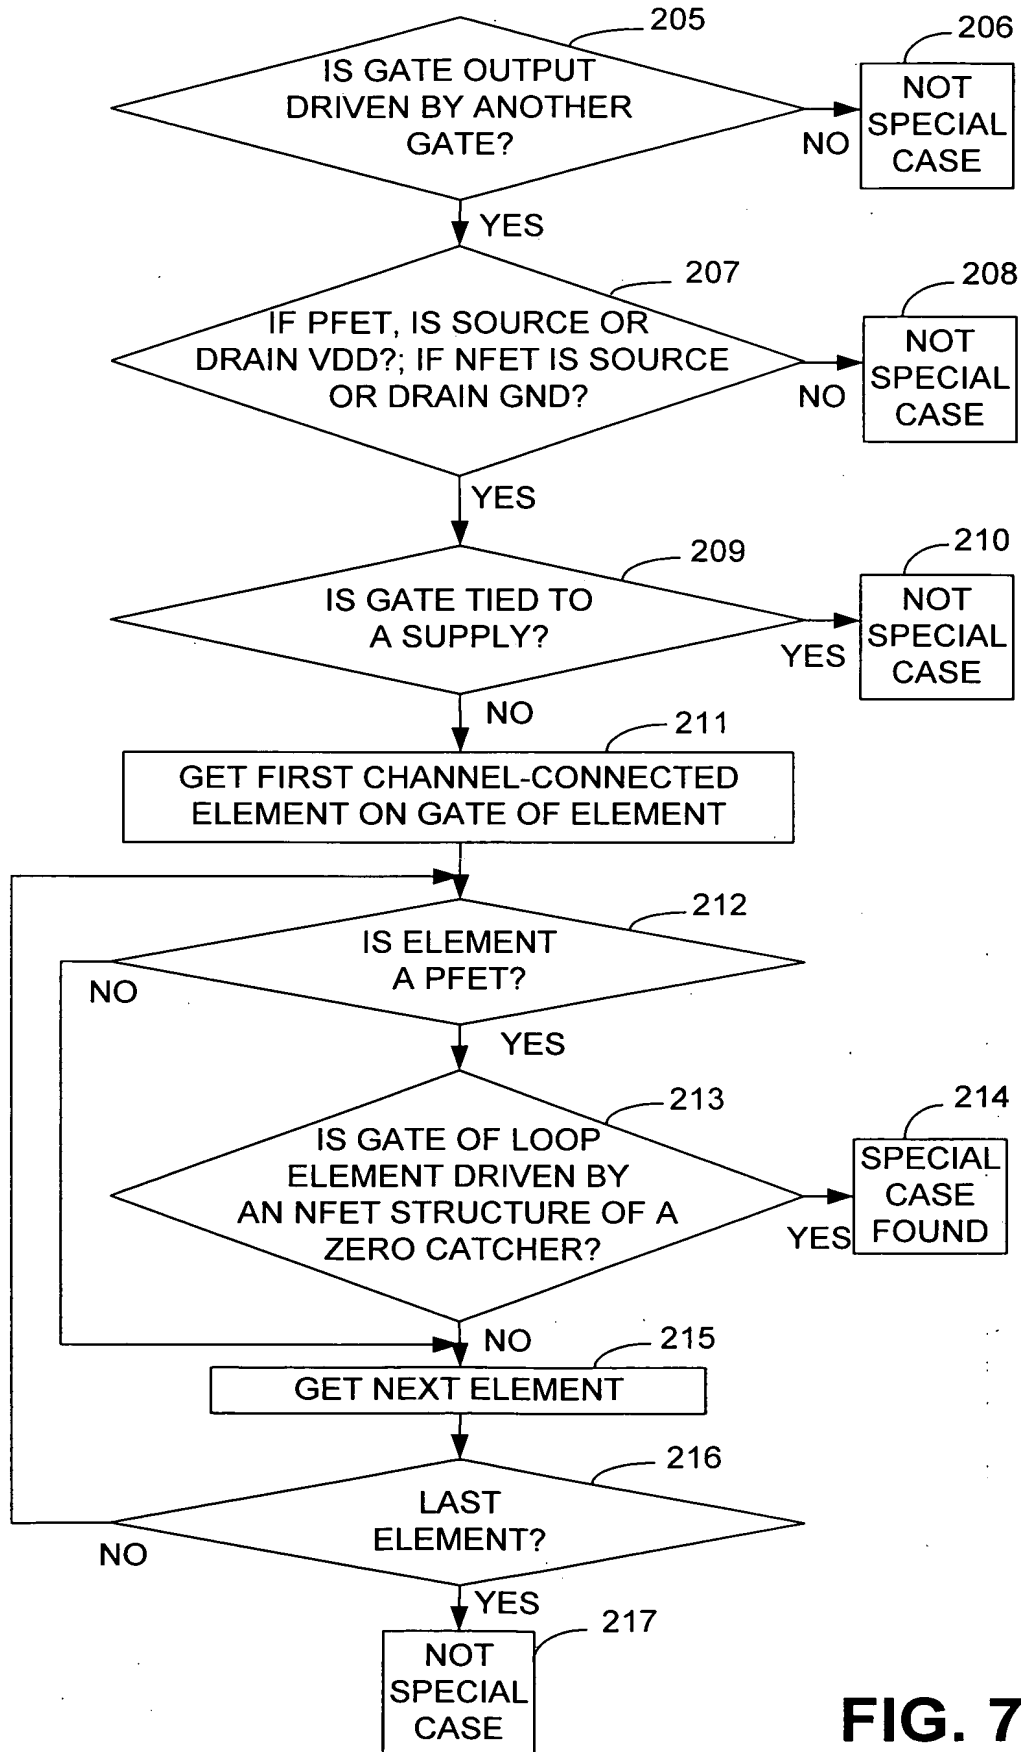 205
IS GATE OUTPUT
DRIVEN BY ANOTHER
GATE?
NO
206
NOT
SPECIAL
CASE
YES
207
IF PFET, IS SOURCE OR
DRAIN VDD?; IF NFET IS SOURCE
OR DRAIN GND?
NO
208
NOT
SPECIAL
CASE
YES
209
IS GATE TIED TO
A SUPPLY?
YES
210
NOT
SPECIAL
CASE
NO
211
GET FIRST CHANNEL-CONNECTED
ELEMENT ON GATE OF ELEMENT
212
IS ELEMENT
A PFET?
NO
YES
213
IS GATE OF LOOP
ELEMENT DRIVEN BY
AN NFET STRUCTURE OF A
ZERO CATCHER?
YES
214
SPECIAL
CASE
FOUND
NO
215
GET NEXT ELEMENT
216
LAST
ELEMENT?
NO
YES
217
NOT
SPECIAL
CASE
FIG. 7